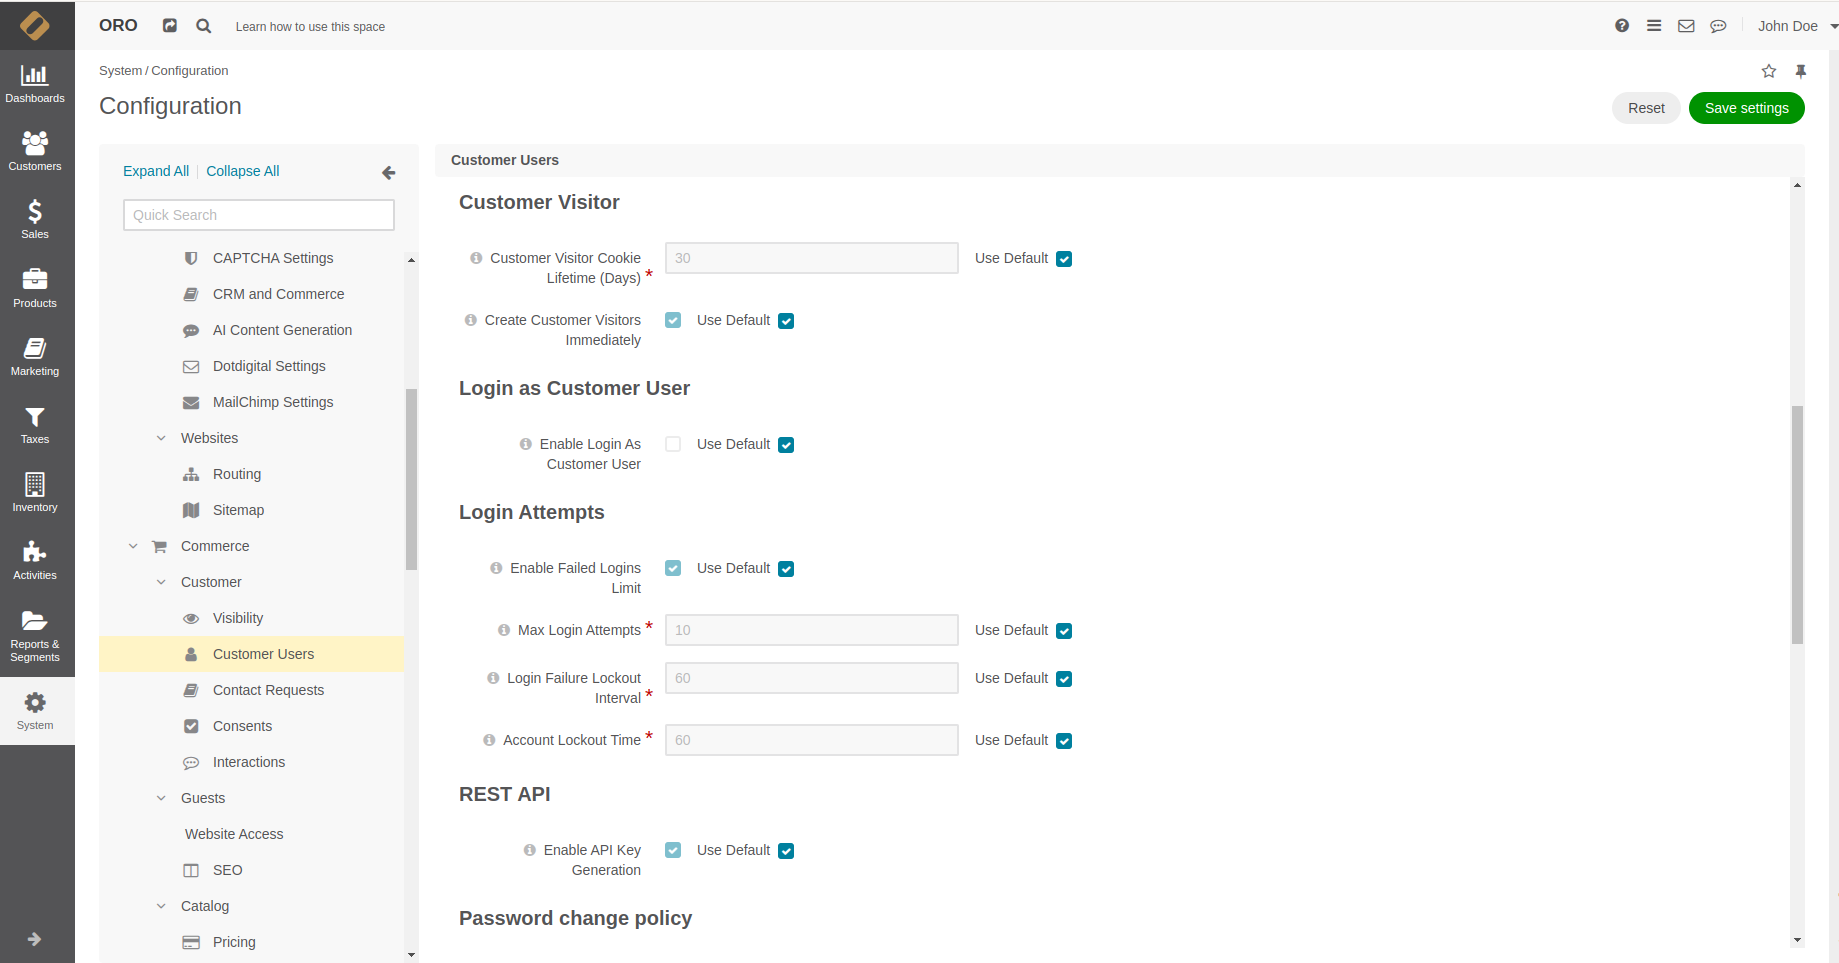 ORO
Learn how to use this space
John Doe
Dashboards
Customers
Sales
Products
Marketing
Taxes
Inventory
Activities
Reports &
Segments
System
System / Configuration
Configuration
Reset
Save settings
Expand All
Collapse All
Quick Search
CAPTCHA Settings
CRM and Commerce
AI Content Generation
Dotdigital Settings
MailChimp Settings
Websites
Routing
Sitemap
Commerce
Customer
Visibility
Customer Users
Contact Requests
Consents
Interactions
Guests
Website Access
SEO
Catalog
Pricing
Customer Users
Customer Visitor
Customer Visitor Cookie
Lifetime (Days) *
30
Use Default
Create Customer Visitors
Immediately
Use Default
Login as Customer User
Enable Login As
Customer User
Use Default
Login Attempts
Enable Failed Logins
Limit
Use Default
Max Login Attempts *
10
Use Default
Login Failure Lockout
Interval *
60
Use Default
Account Lockout Time *
60
Use Default
REST API
Enable API Key
Generation
Use Default
Password change policy